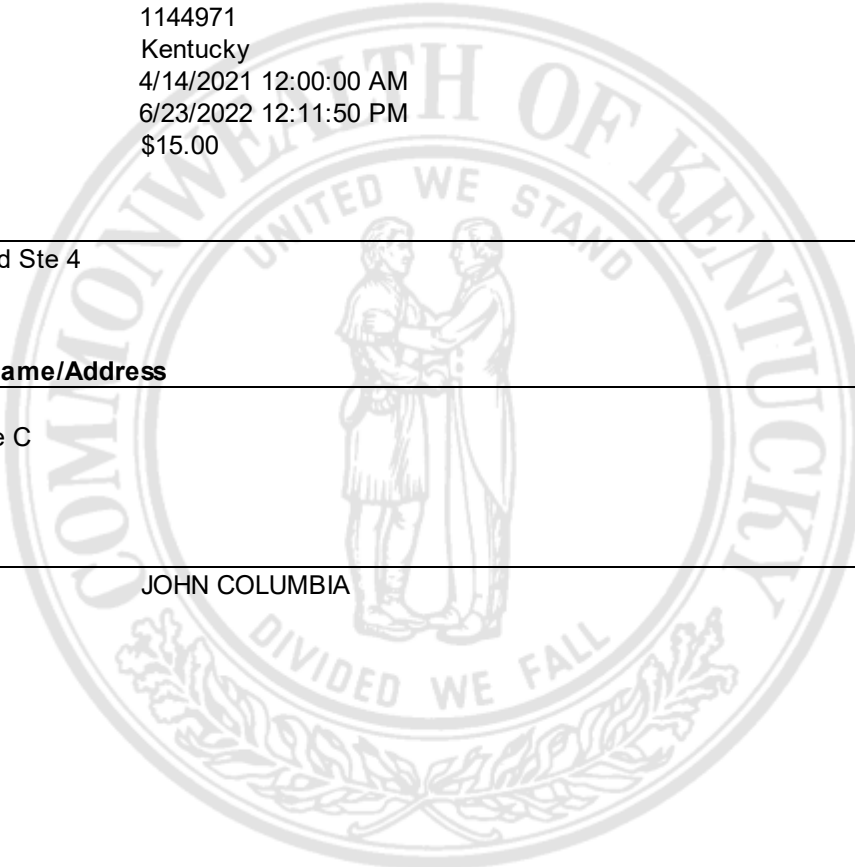 1144971
Kentucky
4/14/2021 12:00:00 AM
6/23/2022 12:11:50 PM
$15.00
d Ste 4
ame/Address
e C
JOHN COLUMBIA
COMMONWEALTH OF KENTUCKY
UNITED WE STAND
DIVIDED WE FALL